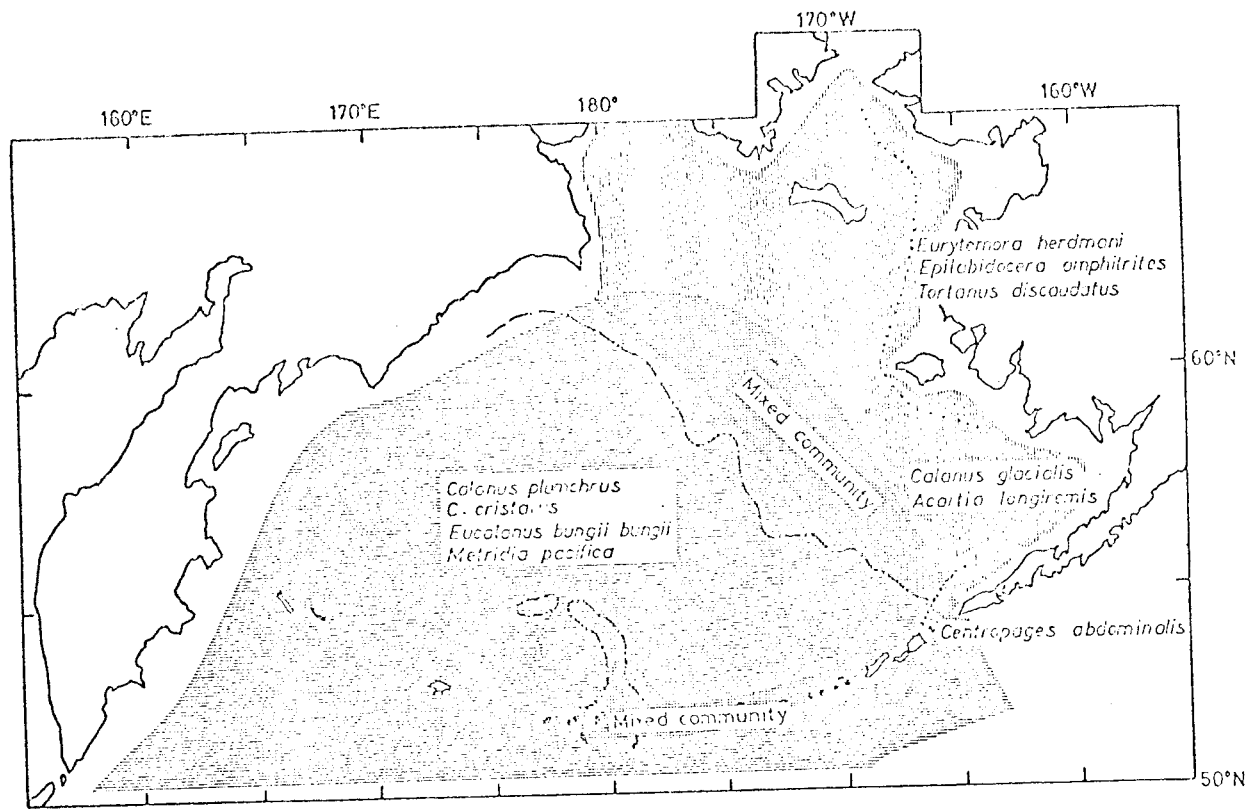 170°W
160°E
170°E
180°
160°W
Eurytemora herdmani
Epilabidocera amphitrites
Tortanus discaudatus
60°N
Mixed community
Calanus glacialis
Acartia longiremis
Calanus plumchrus
C. cristatus
Eucalanus bungii bungii
Metridia pacifica
Centropages abdominalis
Mixed community
50°N